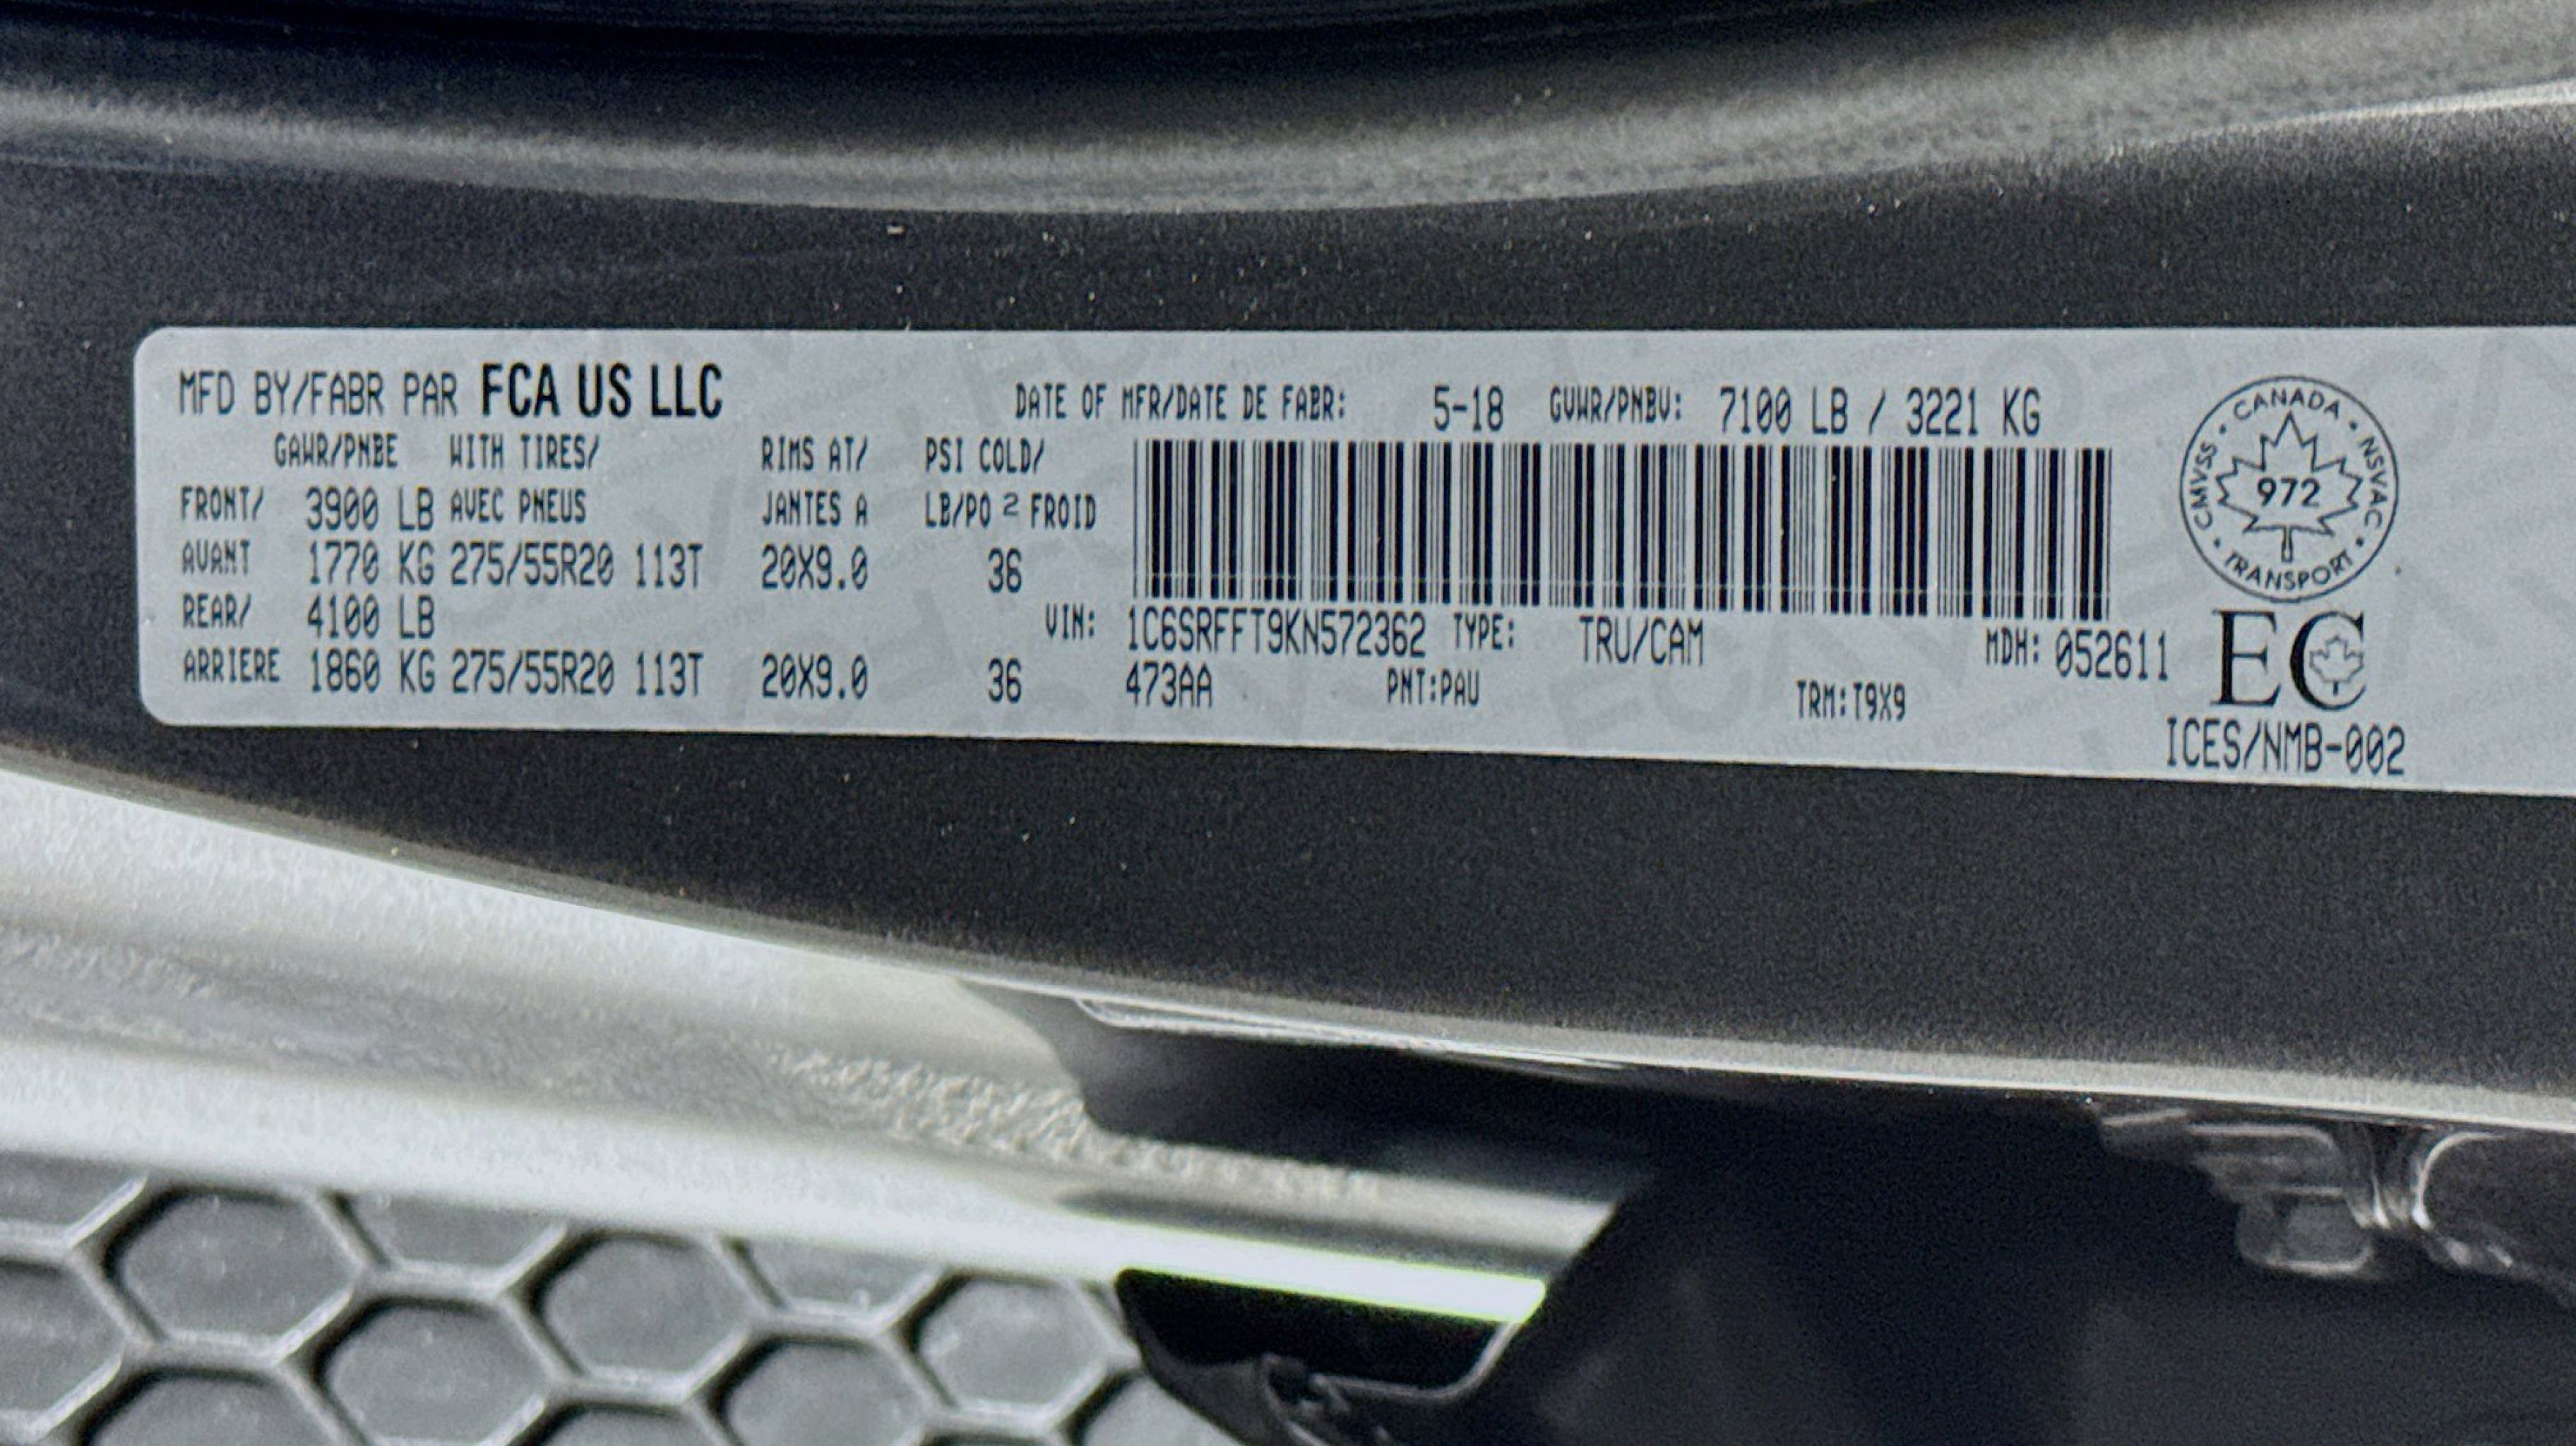 MFD BY/FABR PAR FCA US LLC
DATE OF MFR/DATE DE FABR: 5-18 GVWR/PNBV: 7100 LB / 3221 KG
GAWR/PNBE WITH TIRES/ RIMS AT/ PSI COLD/
FRONT/ 3900 LB AVEC PNEUS JANTES A LB/PO 2 FROID
AVANT 1770 KG 275/55R20 113T 20X9.0 36
REAR/ 4100 LB
ARRIERE 1860 KG 275/55R20 113T 20X9.0 36
VIN: 1C6SRFFT9KN572362 TYPE: TRU/CAM MDH: 052611
473AA PNT:PAU TRM:T9X9
CANADA • NSVAC • TRANSPORT • CMVSS •
972
EC
ICES/NMB-002